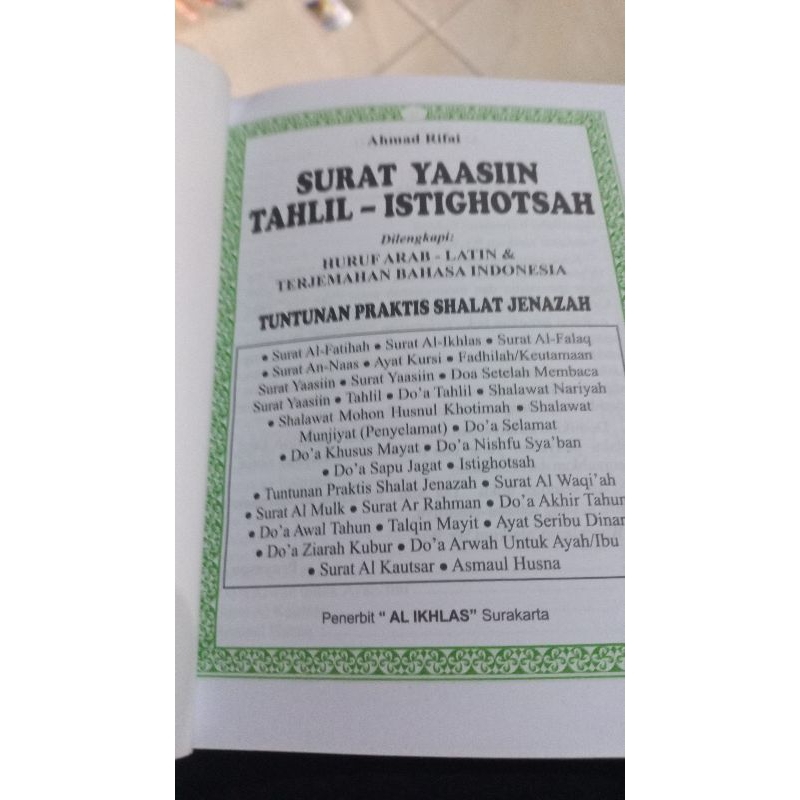 Ahmad Rifai
SURAT YAASIIN
TAHLIL – ISTIGHOTSAH
Dilengkapi:
HURUF ARAB - LATIN &
TERJEMAHAN BAHASA INDONESIA
TUNTUNAN PRAKTIS SHALAT JENAZAH
• Surat Al-Fatihah • Surat Al-Ikhlas • Surat Al-Falaq
• Surat An-Naas • Ayat Kursi • Fadhilah/Keutamaan
Surat Yaasiin • Surat Yaasiin • Doa Setelah Membaca
Surat Yaasiin • Tahlil • Do'a Tahlil • Shalawat Nariyah
• Shalawat Mohon Husnul Khotimah • Shalawat
Munjiyat (Penyelamat) • Do'a Selamat
• Do'a Khusus Mayat • Do'a Nishfu Sya'ban
• Do'a Sapu Jagat • Istighotsah
• Tuntunan Praktis Shalat Jenazah • Surat Al Waqi'ah
• Surat Al Mulk • Surat Ar Rahman • Do'a Akhir Tahun
• Do'a Awal Tahun • Talqin Mayit • Ayat Seribu Dinar
• Do'a Ziarah Kubur • Do'a Arwah Untuk Ayah/Ibu
• Surat Al Kautsar • Asmaul Husna
Penerbit “ AL IKHLAS” Surakarta